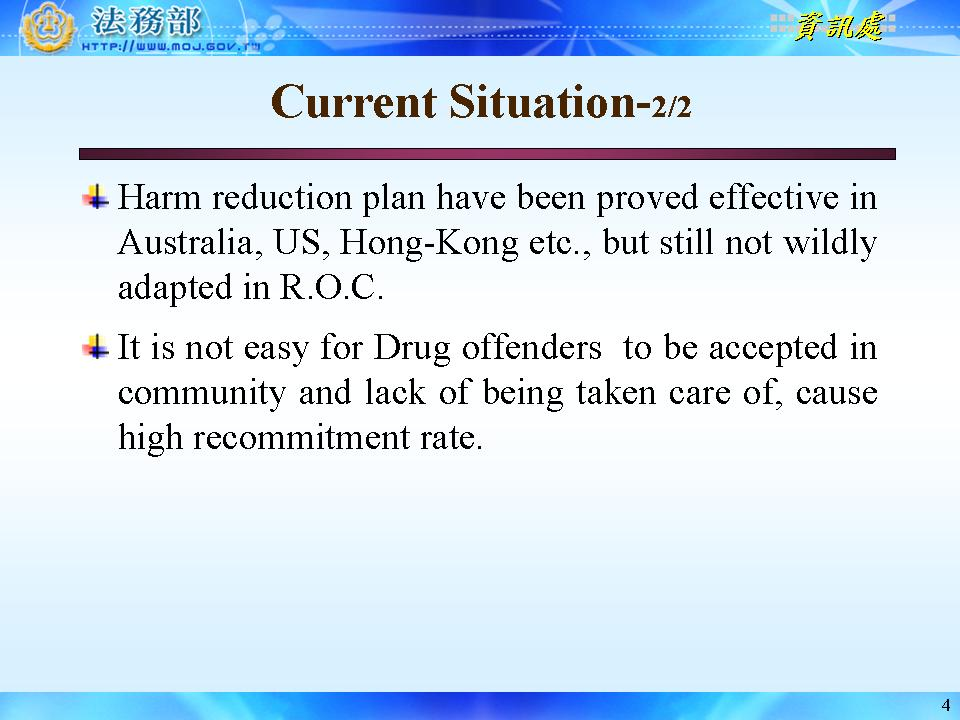 法務部
HTTP://WWW.MOJ.GOV.TW
資訊處
Current Situation-2/2
Harm reduction plan have been proved effective in
Australia, US, Hong-Kong etc., but still not wildly
adapted in R.O.C.
It is not easy for Drug offenders to be accepted in
community and lack of being taken care of, cause
high recommitment rate.
4